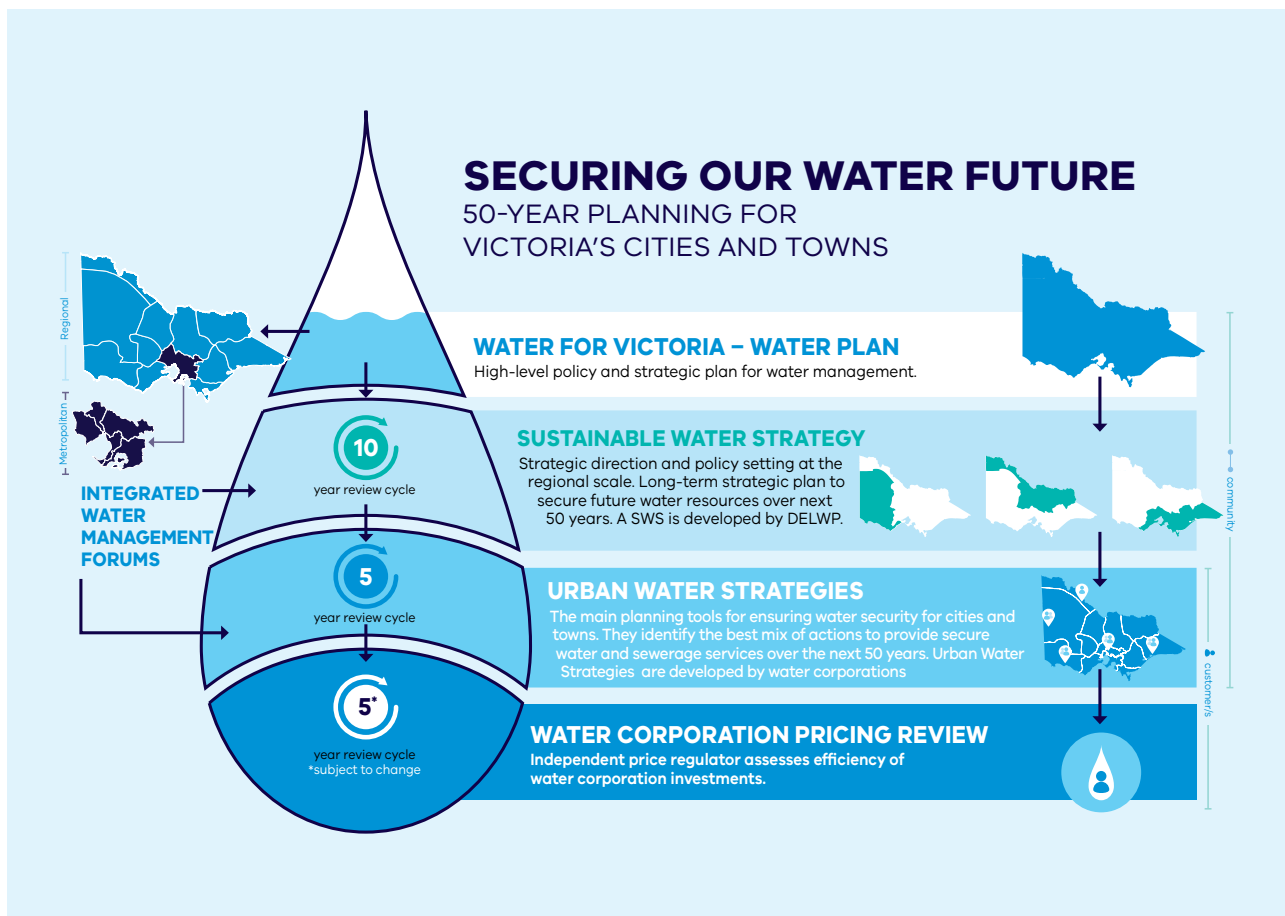 SECURING OUR WATER FUTURE
50-YEAR PLANNING FOR
VICTORIA'S CITIES AND TOWNS
Regional
Metropolitan
INTEGRATED
WATER
MANAGEMENT
FORUMS
WATER FOR VICTORIA – WATER PLAN
High-level policy and strategic plan for water management.
10
year review cycle
SUSTAINABLE WATER STRATEGY
Strategic direction and policy setting at the
regional scale. Long-term strategic plan to
secure future water resources over next
50 years. A SWS is developed by DELWP.
5
year review cycle
URBAN WATER STRATEGIES
The main planning tools for ensuring water security for cities and
towns. They identify the best mix of actions to provide secure
water and sewerage services over the next 50 years. Urban Water
Strategies are developed by water corporations
5*
year review cycle
*subject to change
WATER CORPORATION PRICING REVIEW
Independent price regulator assesses efficiency of
water corporation investments.
community
customer/s